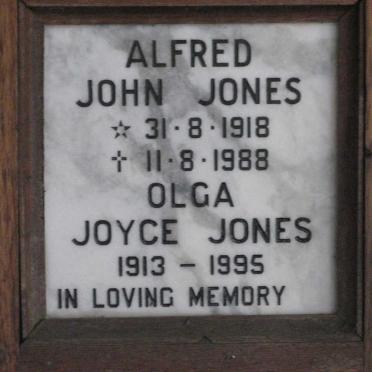 ALFRED
JOHN JONES
☆ 31·8·1918
† 11·8·1988
OLGA
JOYCE JONES
1913 – 1995
IN LOVING MEMORY